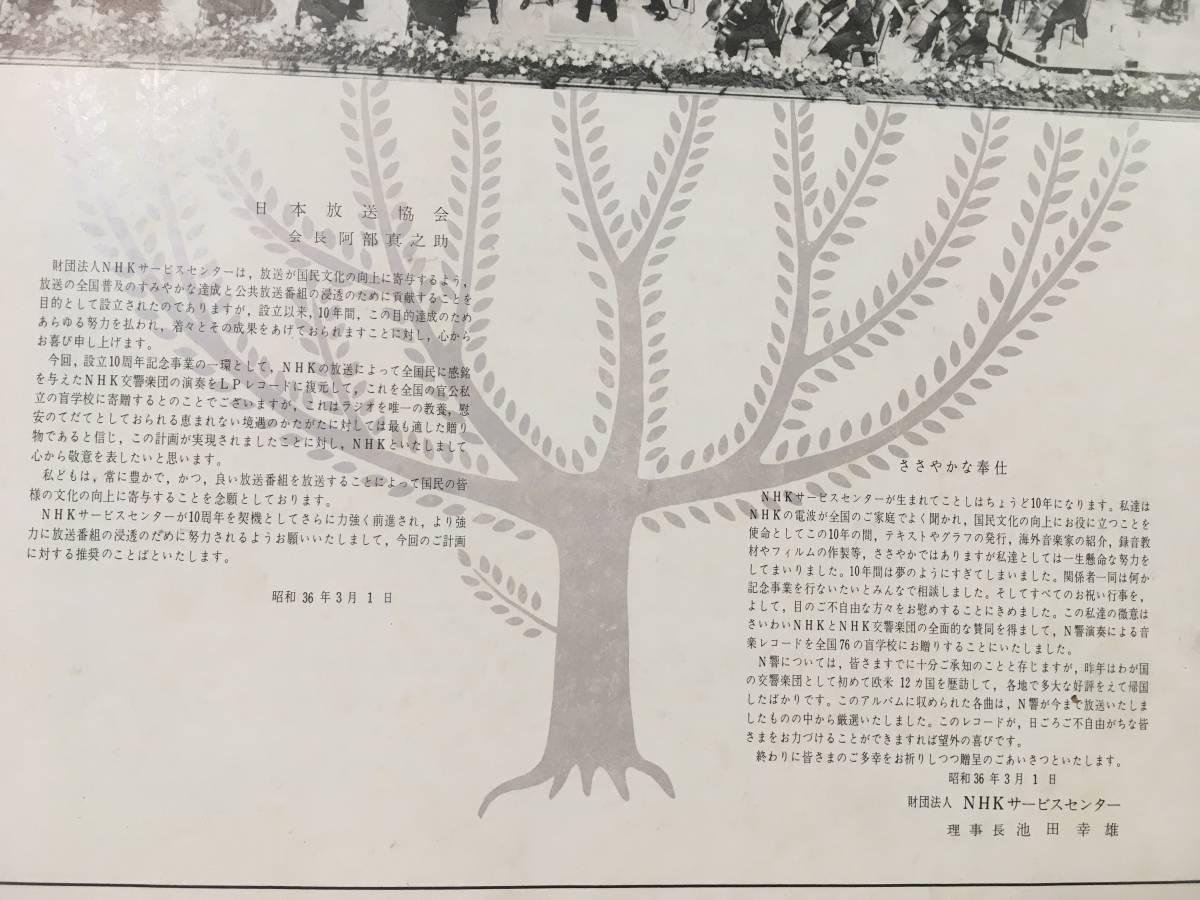 日本放送協会
会長 阿部真之助
財団法人NHKサービスセンターは，放送が国民文化の向上に寄与するよう，
放送の全国普及のすみやかな達成と公共放送番組の浸透のために貢献することを
目的として設立されたのでありますが，設立以来，10年間，この目的達成のため
あらゆる努力を払われ，着々とその成果をあげておられますことに対し，心から
お喜び申し上げます。
今回，設立10周年記念事業の一環として，NHKの放送によって全国民に感銘
を与えたNHK交響楽団の演奏をLPレコードに復元して，これを全国の官公私
立の盲学校に寄贈するとのことでございますが，これはラジオを唯一の教養，慰
安のてだてとしておられる恵まれない境遇のかたがたに対しては最も適した贈り
物であると信じ，この計画が実現されましたことに対し，NHKといたしまして
心から敬意を表したいと思います。
私どもは，常に豊かで，かつ，良い放送番組を放送することによって国民の皆
様の文化の向上に寄与することを念願としております。
NHKサービスセンターが10周年を契機としてさらに力強く前進され，より強
力に放送番組の浸透のために努力されるようお願いいたしまして，今回のご計画
に対する推奨のことばといたします。
昭和36年3月1日
ささやかな奉仕
NHKサービスセンターが生まれてことしはちょうど10年になります。私達は
NHKの電波が全国のご家庭でよく聞かれ，国民文化の向上にお役に立つことを
使命としてこの10年の間，テキストやグラフの発行，海外音楽家の紹介，録音教
材やフィルムの作製等，ささやかではありますが私達としては一生懸命な努力を
してまいりました。10年間は夢のようにすぎてしまいました。関係者一同は何か
記念事業を行ないたいとみんなで相談しました。そしてすべてのお祝い行事を，
よして，目のご不自由な方々をお慰めすることにきめました。この私達の微意は
さいわいNHKとNHK交響楽団の全面的な賛同を得まして，N響演奏による音
楽レコードを全国76の盲学校にお贈りすることにいたしました。
N響については，皆さますでに十分ご承知のことと存じますが，昨年はわが国
の交響楽団として初めて欧米 12カ国を歴訪して，各地で多大な好評をえて帰国
したばかりです。このアルバムに収められた各曲は，N響が今まで放送いたしま
したものの中から厳選いたしました。このレコードが，日ごろご不自由がちな皆
さまをお力づけることができますれば望外の喜びです。
終わりに皆さまのご多幸をお祈りしつつ贈呈のごあいさつといたします。
昭和36年3月1日
財団法人 NHKサービスセンター
理事長 池田幸雄